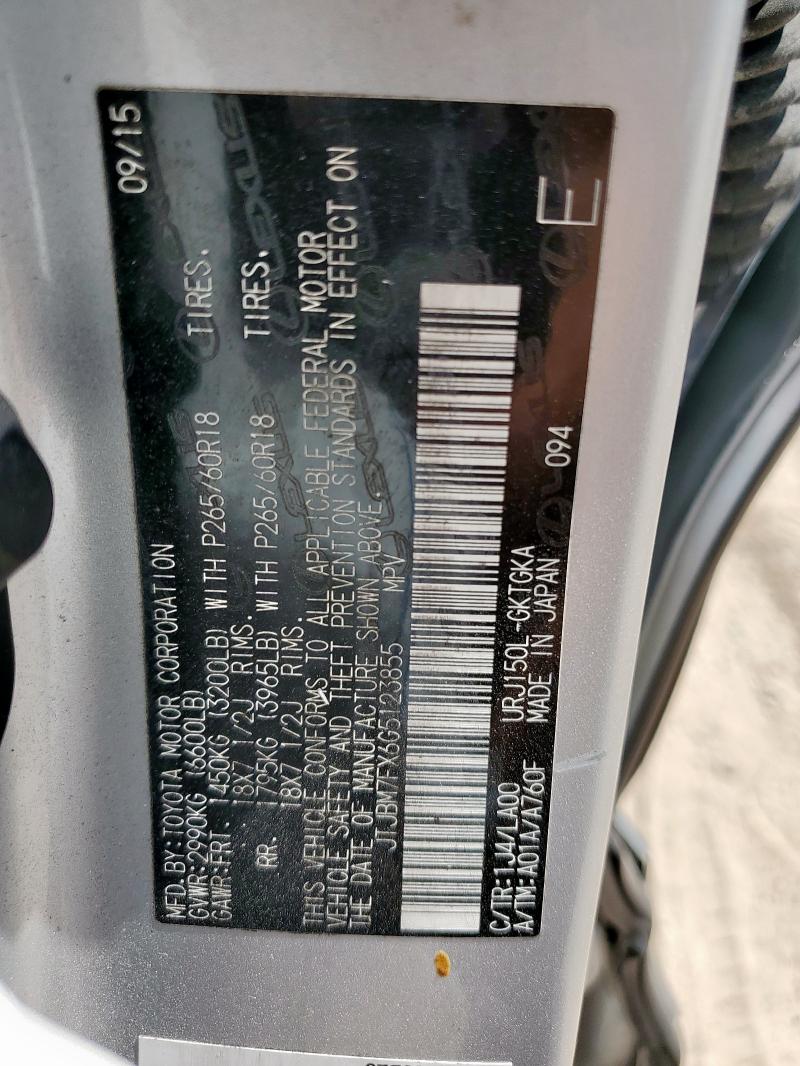 MFD. BY: TOYOTA MOTOR CORPORATION 09/15
GVWR: 2990KG (6600LB)
GAWR: FRT. 1450KG (3200LB) WITH P265/60R18 TIRES.
18X7 1/2J RIMS.
RR. 1795KG (3965LB) WITH P265/60R18 TIRES.
18X7 1/2J RIMS.
THIS VEHICLE CONFORMS TO ALL APPLICABLE FEDERAL MOTOR
VEHICLE SAFETY AND THEFT PREVENTION STANDARDS IN EFFECT ON
THE DATE OF MANUFACTURE SHOWN ABOVE.
JTJBM7FX6G5123855 MPV
C/TR: 1J4/LA00 URJ150L-GKTGKA
A/TM: A01A/A760F MADE IN JAPAN 094
E